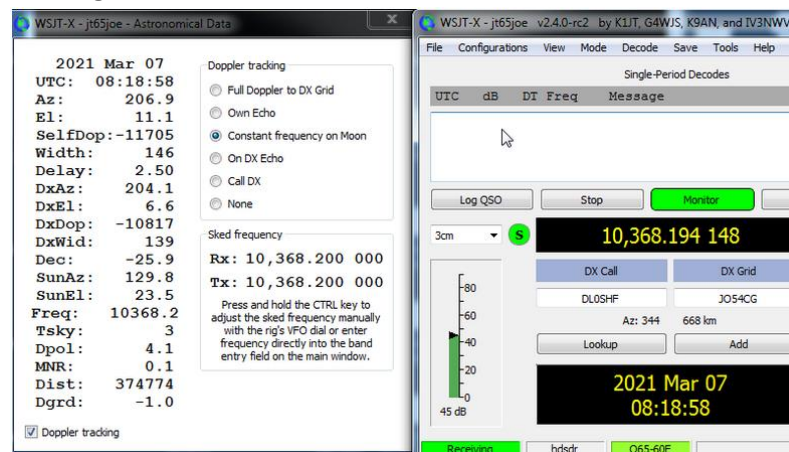 WSJT-X - jt65joe - Astronomical Data
X
2021 Mar 07
UTC: 08:18:58
Az: 206.9
El: 11.1
SelfDop:-11705
Width: 146
Delay: 2.50
DxAz: 204.1
DxEl: 6.6
DxDop: -10817
DxWid: 139
Dec: -25.9
SunAz: 129.8
SunEl: 23.5
Freq: 10368.2
Tsky: 3
Dpol: 4.1
MNR: 0.1
Dist: 374774
Dgrd: -1.0
Doppler tracking
Doppler tracking
Full Doppler to DX Grid
Own Echo
Constant frequency on Moon
On DX Echo
Call DX
None
Sked frequency
Rx: 10,368.200 000
Tx: 10,368.200 000
Press and hold the CTRL key to
adjust the sked frequency manually
with the rig's VFO dial or enter
frequency directly into the band
entry field on the main window.
WSJT-X - jt65joe v2.4.0-rc2 by K1JT, G4WJS, K9AN, and IV3NWV
File Configurations View Mode Decode Save Tools Help
Single-Period Decodes
UTC dB DT Freq Message
Log QSO Stop Monitor
3cm S 10,368.194 148
DX Call DX Grid
DL0SHF JO54CG
Az: 344 668 km
Lookup Add
-80
-60
-40
-20
-0
45 dB
2021 Mar 07
08:18:58
Receiving hdsdr Q65-60E